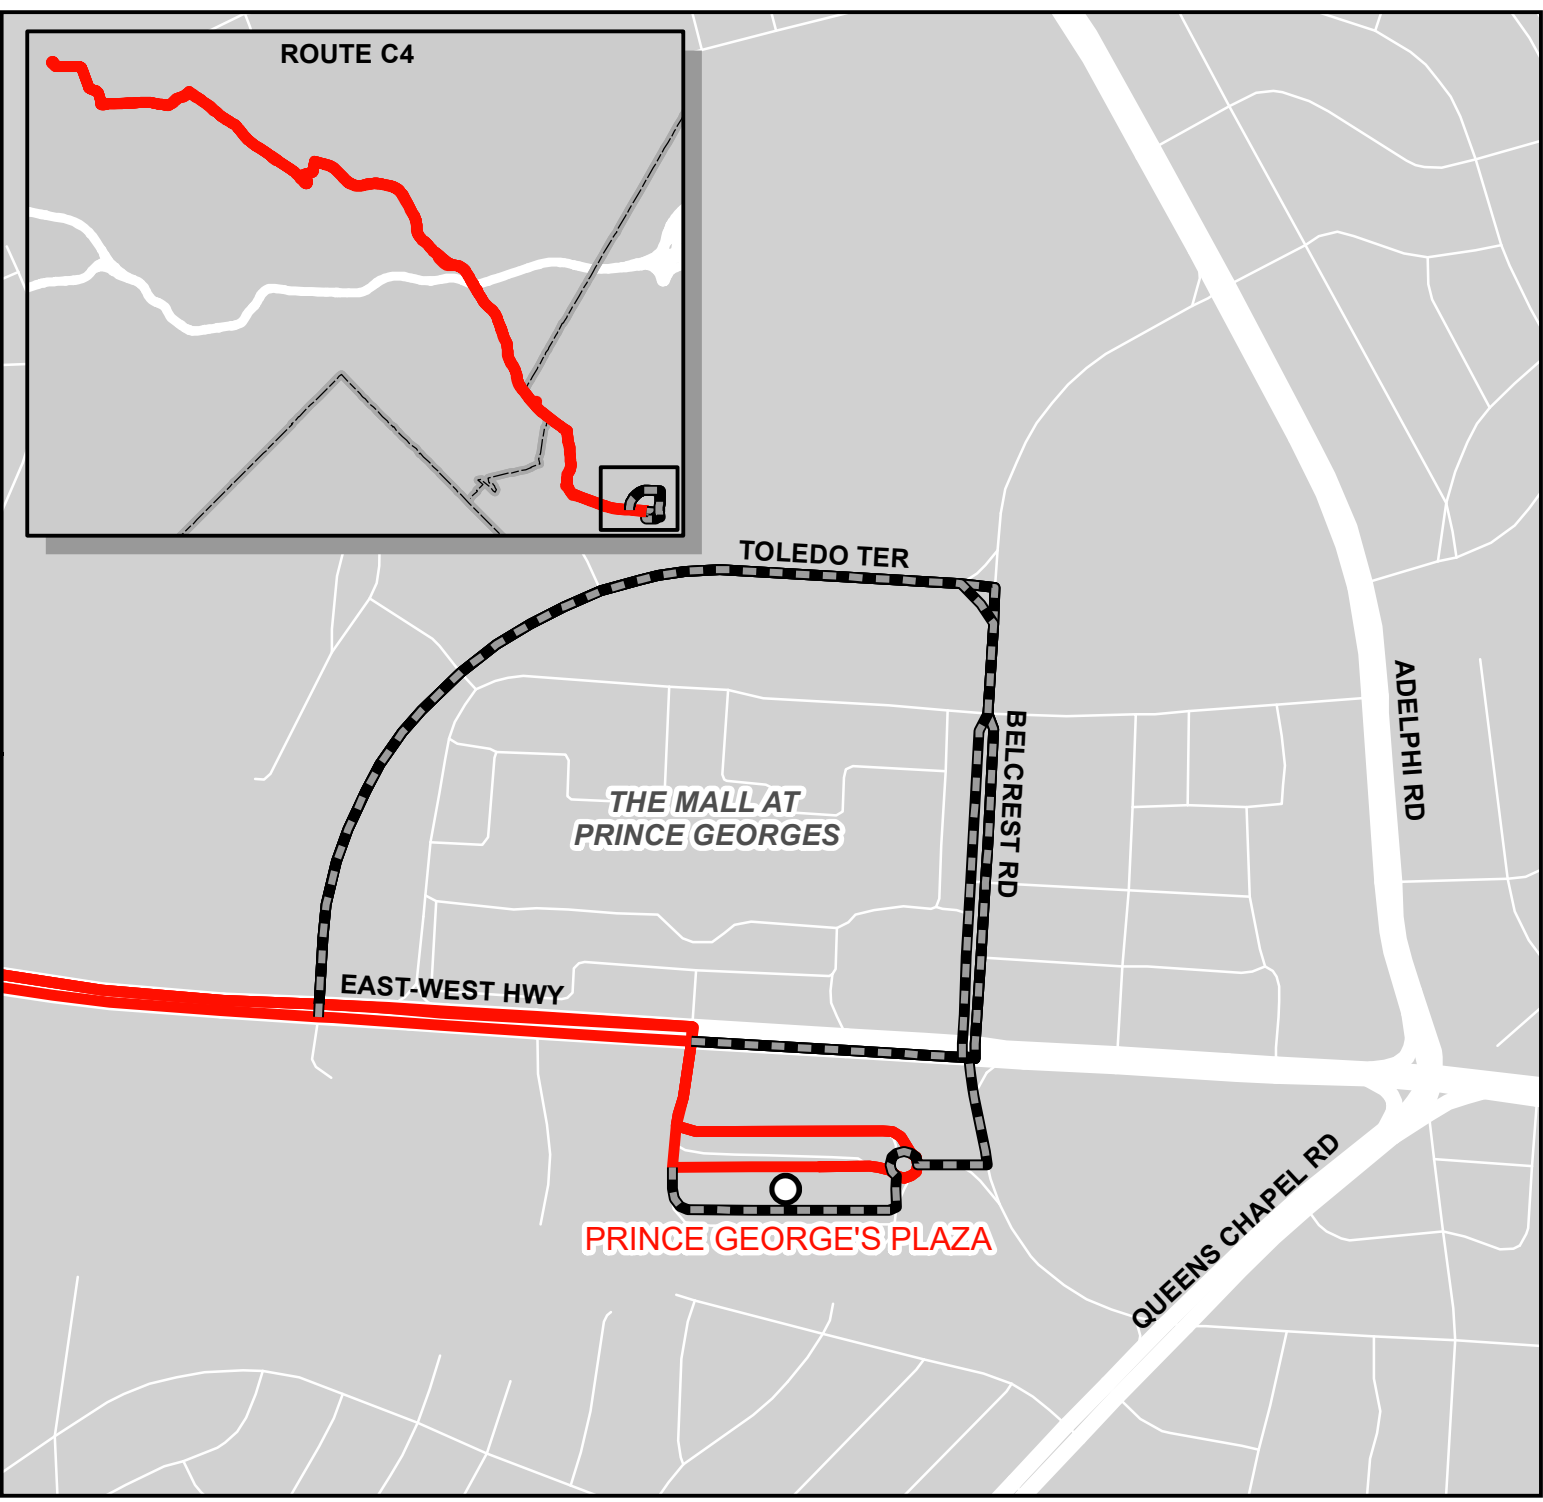 ROUTE C4
TOLEDO TER
ADELPHI RD
BELCREST RD
THE MALL AT
PRINCE GEORGES
EAST-WEST HWY
QUEENS CHAPEL RD
PRINCE GEORGE'S PLAZA